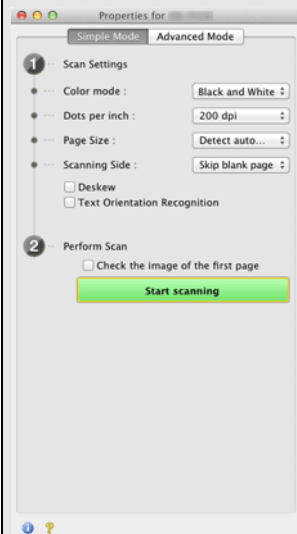 Properties for
Simple Mode Advanced Mode
1 Scan Settings
Color mode : Black and White
Dots per inch : 200 dpi
Page Size : Detect auto...
Scanning Side : Skip blank page
Deskew
Text Orientation Recognition
2 Perform Scan
Check the image of the first page
Start scanning